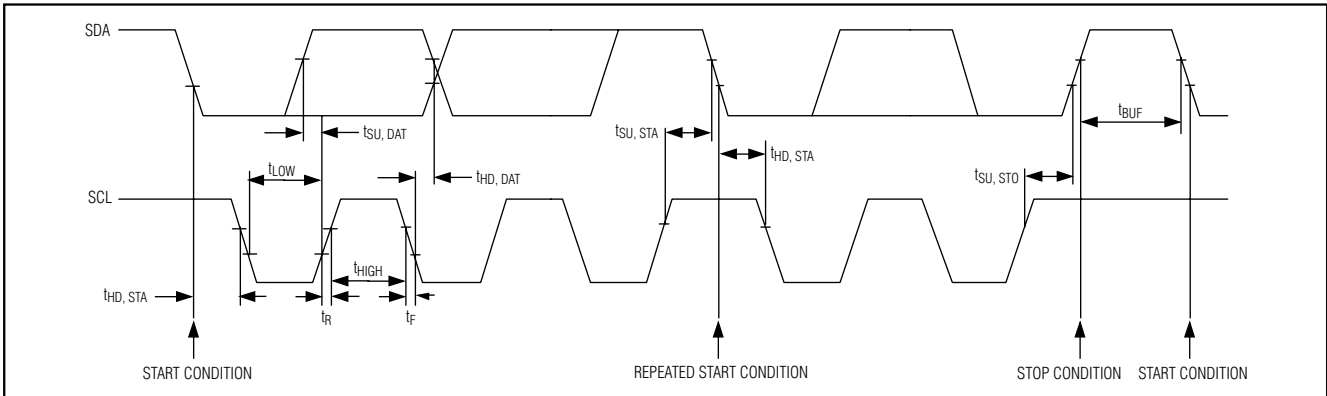 SDA
tSU, DAT
tSU, STA
tBUF
tLOW
tHD, STA
tHD, DAT
tSU, STO
SCL
tHIGH
tHD, STA
tR
tF
START CONDITION
REPEATED START CONDITION
STOP CONDITION
START CONDITION